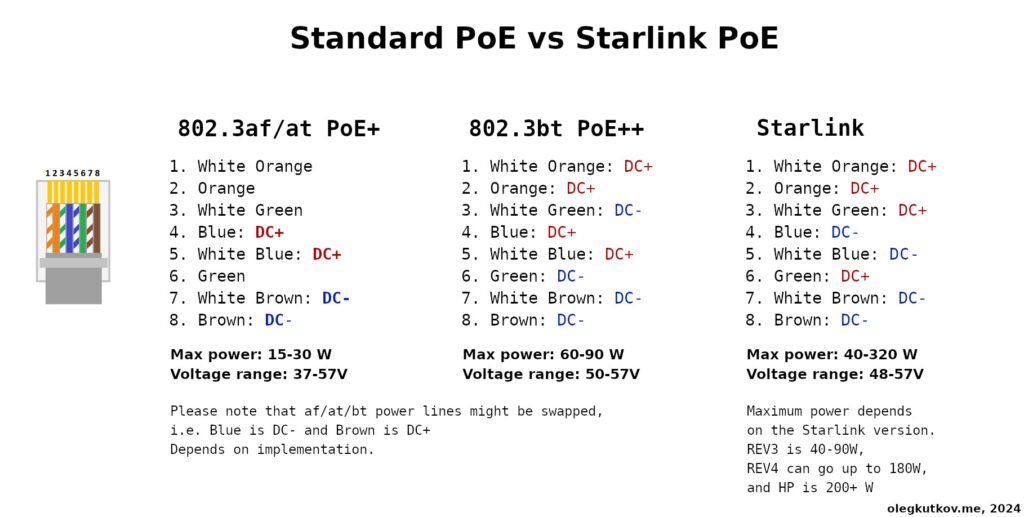 Standard PoE vs Starlink PoE
12345678
802.3af/at PoE+
1. White Orange
2. Orange
3. White Green
4. Blue: DC+
5. White Blue: DC+
6. Green
7. White Brown: DC-
8. Brown: DC-
Max power: 15-30 W
Voltage range: 37-57V
802.3bt PoE++
1. White Orange: DC+
2. Orange: DC+
3. White Green: DC-
4. Blue: DC+
5. White Blue: DC+
6. Green: DC-
7. White Brown: DC-
8. Brown: DC-
Max power: 60-90 W
Voltage range: 50-57V
Please note that af/at/bt power lines might be swapped,
i.e. Blue is DC- and Brown is DC+
Depends on implementation.
Starlink
1. White Orange: DC+
2. Orange: DC+
3. White Green: DC+
4. Blue: DC-
5. White Blue: DC-
6. Green: DC+
7. White Brown: DC-
8. Brown: DC-
Max power: 40-320 W
Voltage range: 48-57V
Maximum power depends
on the Starlink version.
REV3 is 40-90W,
REV4 can go up to 180W,
and HP is 200+ W
olegkutkov.me, 2024